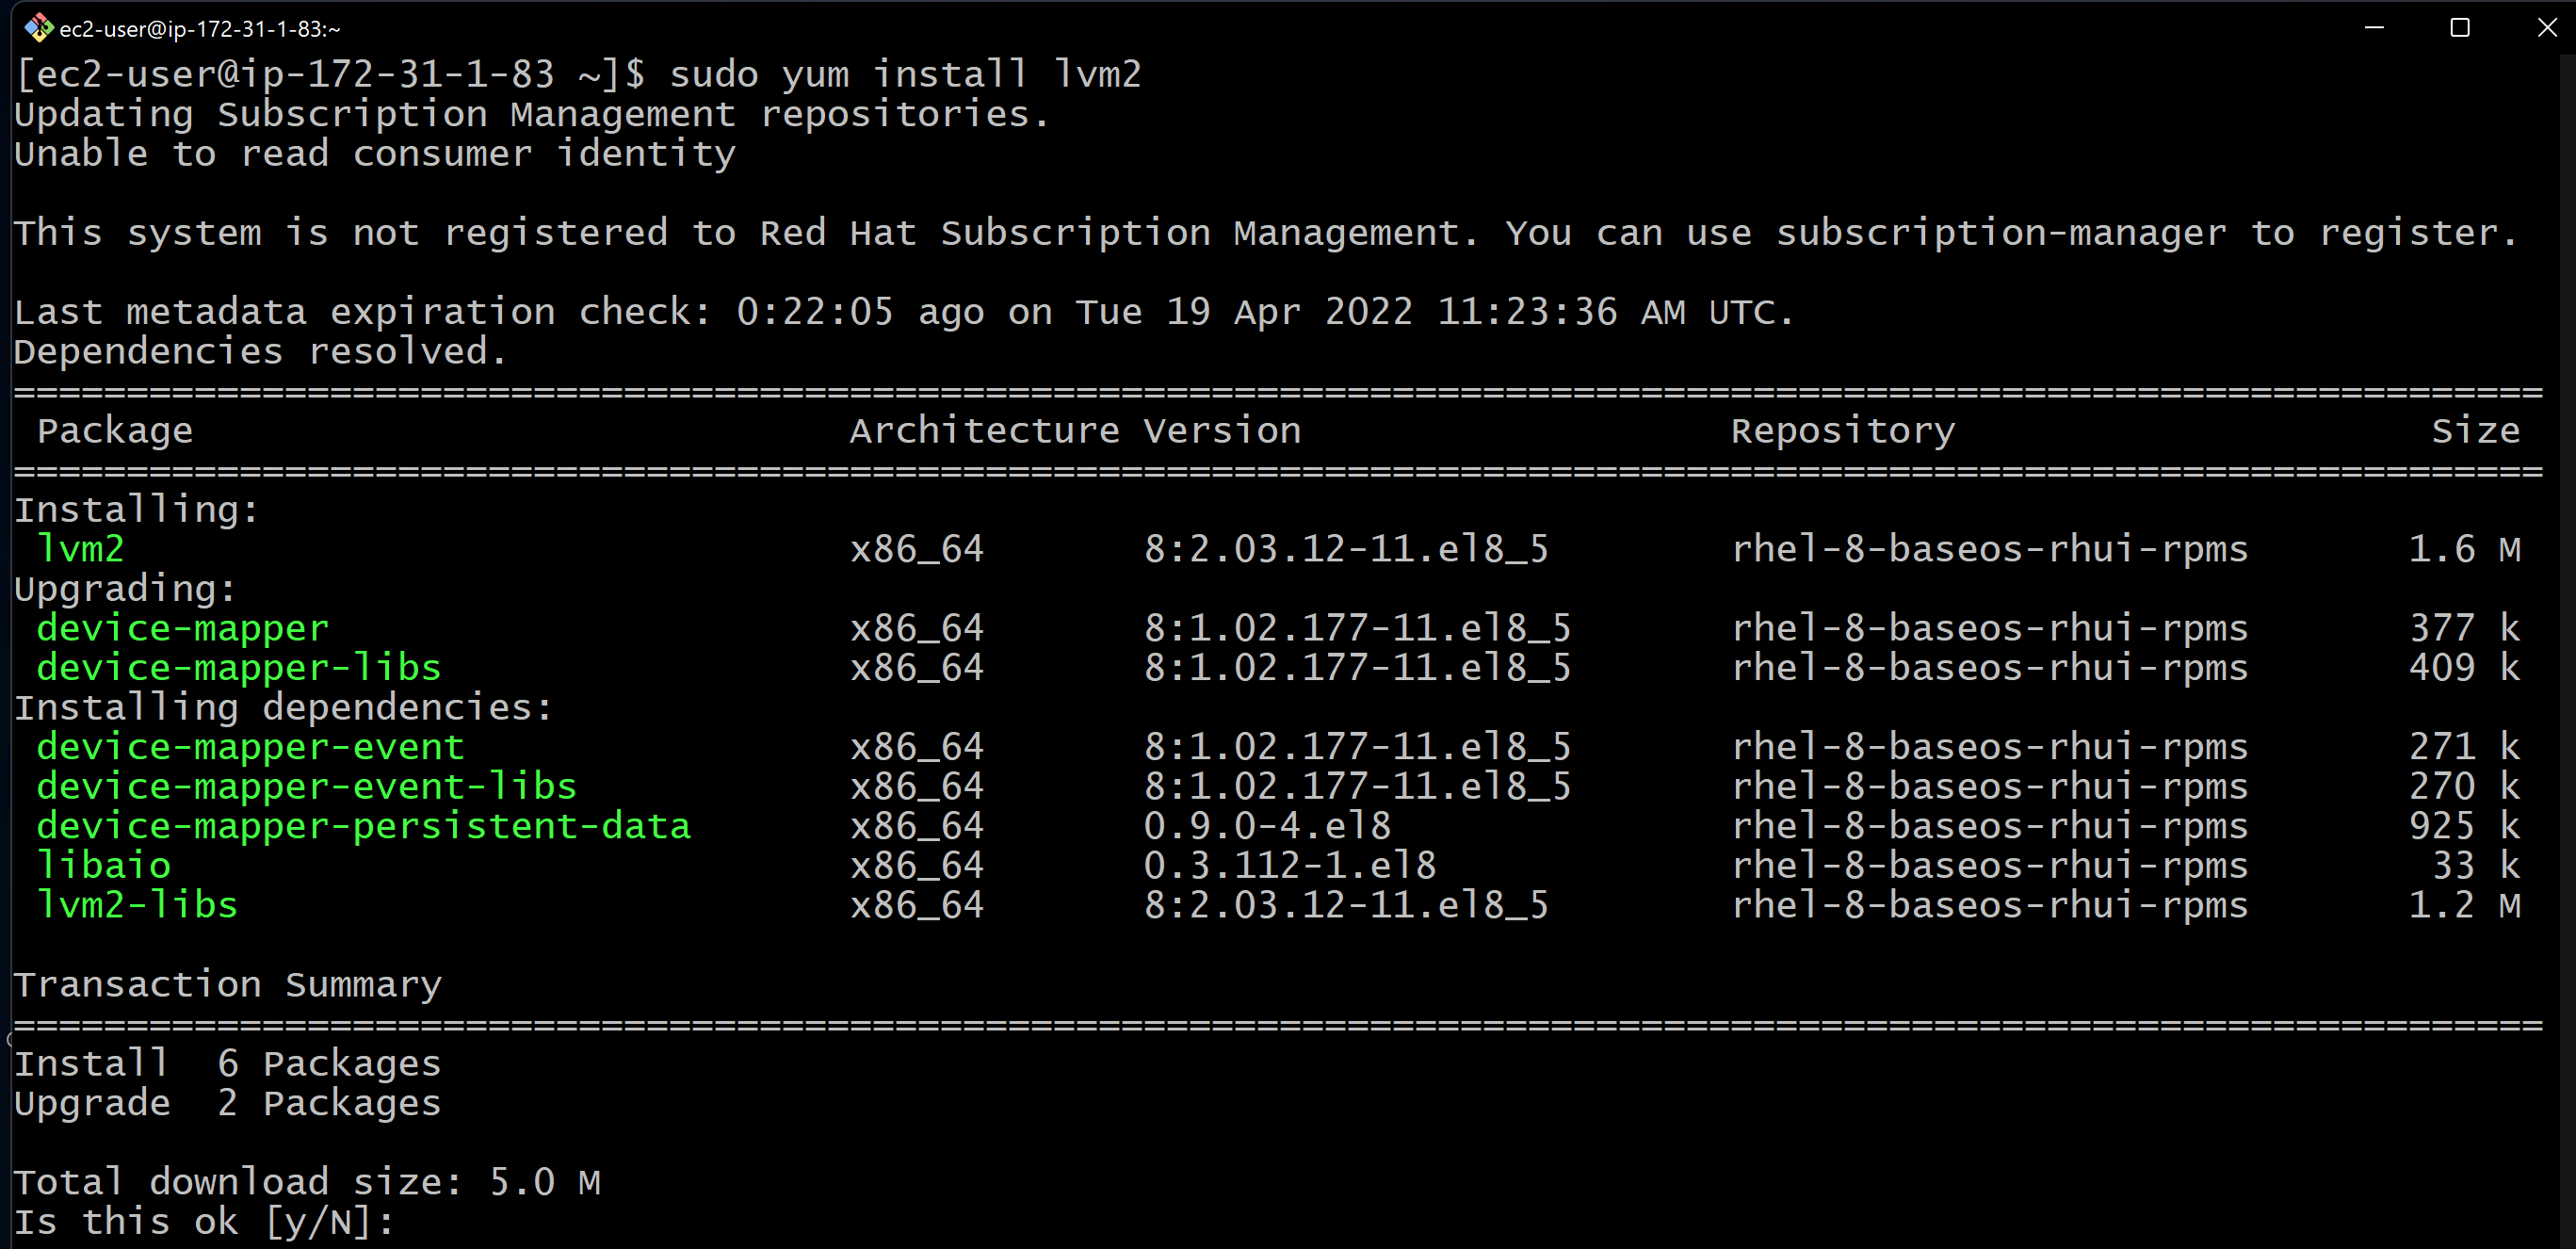 ec2-user@ip-172-31-1-83:~
[ec2-user@ip-172-31-1-83 ~]$ sudo yum install lvm2
Updating Subscription Management repositories.
Unable to read consumer identity
This system is not registered to Red Hat Subscription Management. You can use subscription-manager to register.
Last metadata expiration check: 0:22:05 ago on Tue 19 Apr 2022 11:23:36 AM UTC.
Dependencies resolved.
================================================================================================================
Package Architecture Version Repository Size
================================================================================================================
Installing:
lvm2 x86_64 8:2.03.12-11.el8_5 rhel-8-baseos-rhui-rpms 1.6 M
Upgrading:
device-mapper x86_64 8:1.02.177-11.el8_5 rhel-8-baseos-rhui-rpms 377 k
device-mapper-libs x86_64 8:1.02.177-11.el8_5 rhel-8-baseos-rhui-rpms 409 k
Installing dependencies:
device-mapper-event x86_64 8:1.02.177-11.el8_5 rhel-8-baseos-rhui-rpms 271 k
device-mapper-event-libs x86_64 8:1.02.177-11.el8_5 rhel-8-baseos-rhui-rpms 270 k
device-mapper-persistent-data x86_64 0.9.0-4.el8 rhel-8-baseos-rhui-rpms 925 k
libaio x86_64 0.3.112-1.el8 rhel-8-baseos-rhui-rpms 33 k
lvm2-libs x86_64 8:2.03.12-11.el8_5 rhel-8-baseos-rhui-rpms 1.2 M
Transaction Summary
================================================================================================================
Install 6 Packages
Upgrade 2 Packages
Total download size: 5.0 M
Is this ok [y/N]: